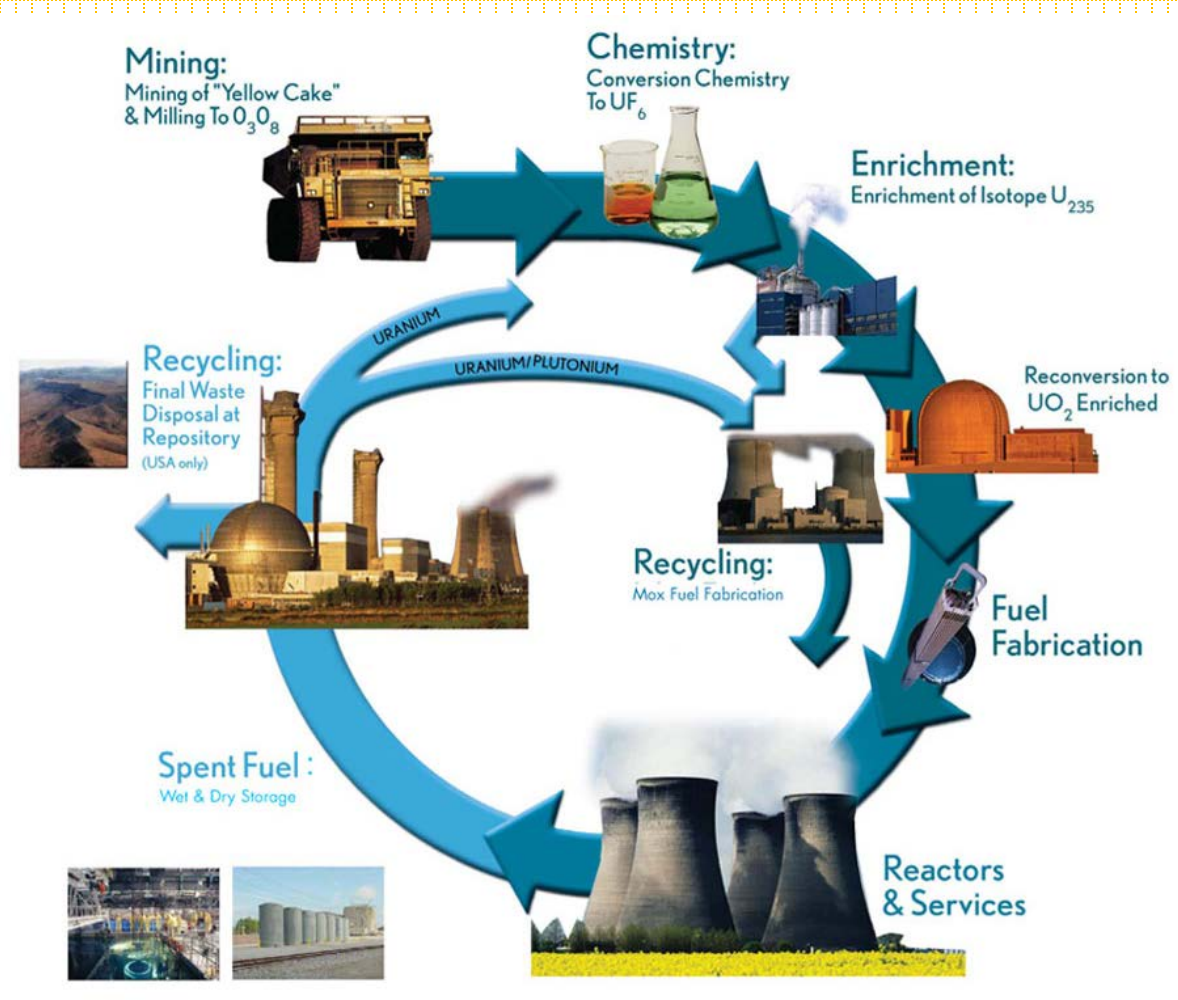 Mining:
Mining of "Yellow Cake"
& Milling To 0₃0₈
Chemistry:
Conversion Chemistry
To UF₆
Enrichment:
Enrichment of Isotope U₂₃₅
URANIUM
URANIUM/PLUTONIUM
Recycling:
Final Waste
Disposal at
Repository
(USA only)
Reconversion to
UO₂ Enriched
Recycling:
Mox Fuel Fabrication
Fuel
Fabrication
Spent Fuel :
Wet & Dry Storage
Reactors
& Services